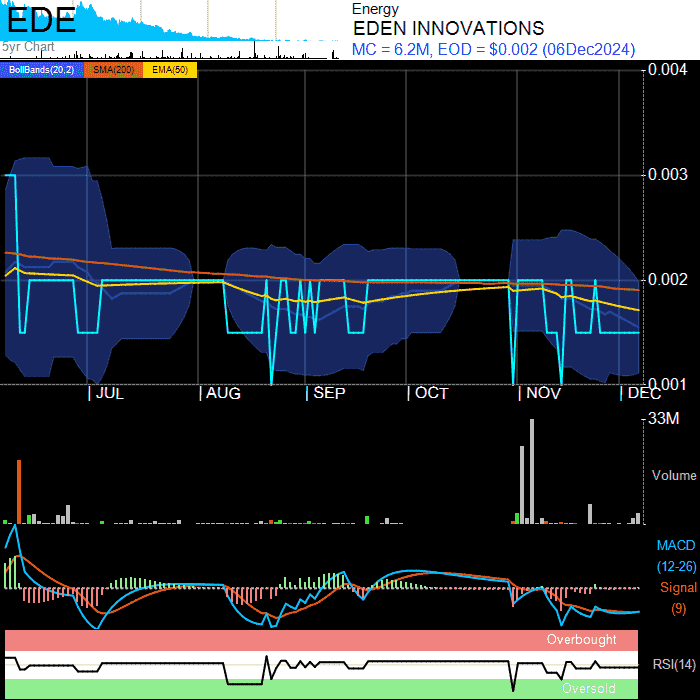 EDE
5yr Chart
Energy
EDEN INNOVATIONS
MC = 6.2M, EOD = $0.002 (06Dec2024)
BollBands(20,2) SMA(200) EMA(50)
0.004
0.003
0.002
0.001
JUL AUG SEP OCT NOV DEC
33M
Volume
MACD
(12-26)
Signal
(9)
Overbought
RSI(14)
Oversold